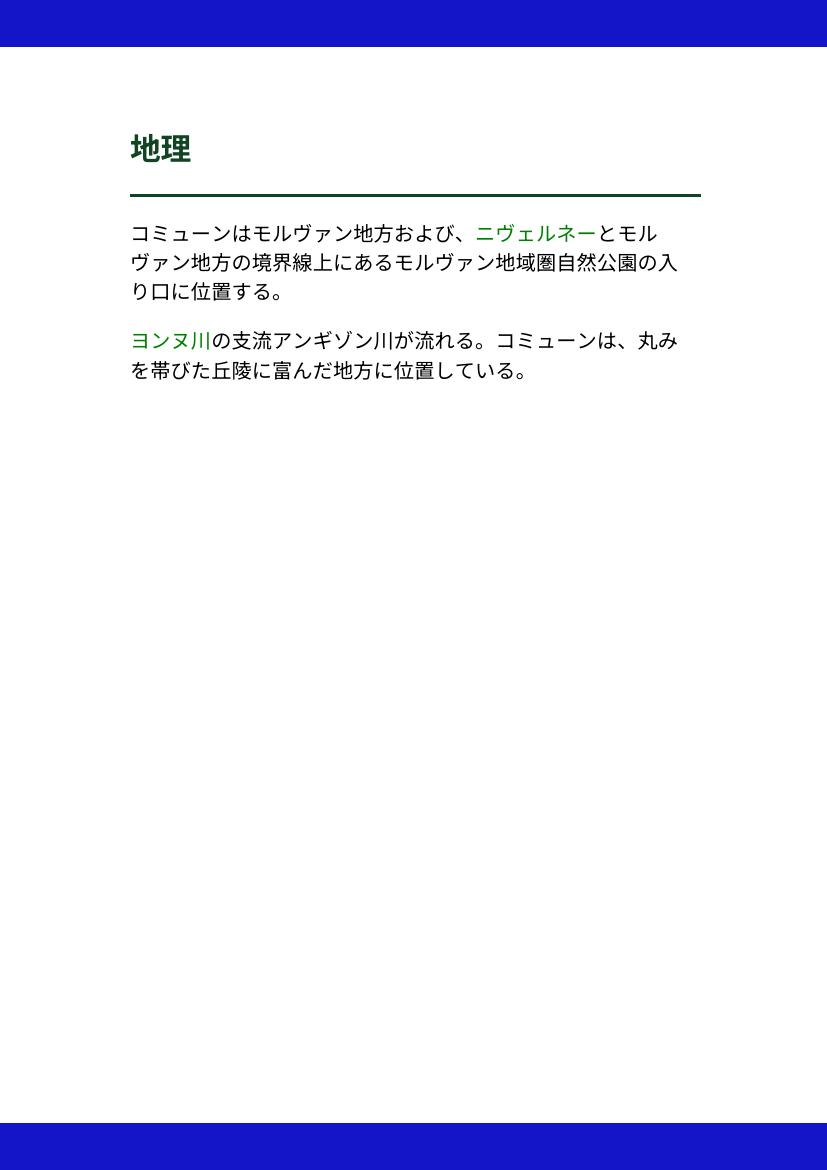 地理
コミューンはモルヴァン地方および、ニヴェルネーとモル
ヴァン地方の境界線上にあるモルヴァン地域圏自然公園の入
り口に位置する。
ヨンヌ川の支流アンギゾン川が流れる。コミューンは、丸み
を帯びた丘陵に富んだ地方に位置している。